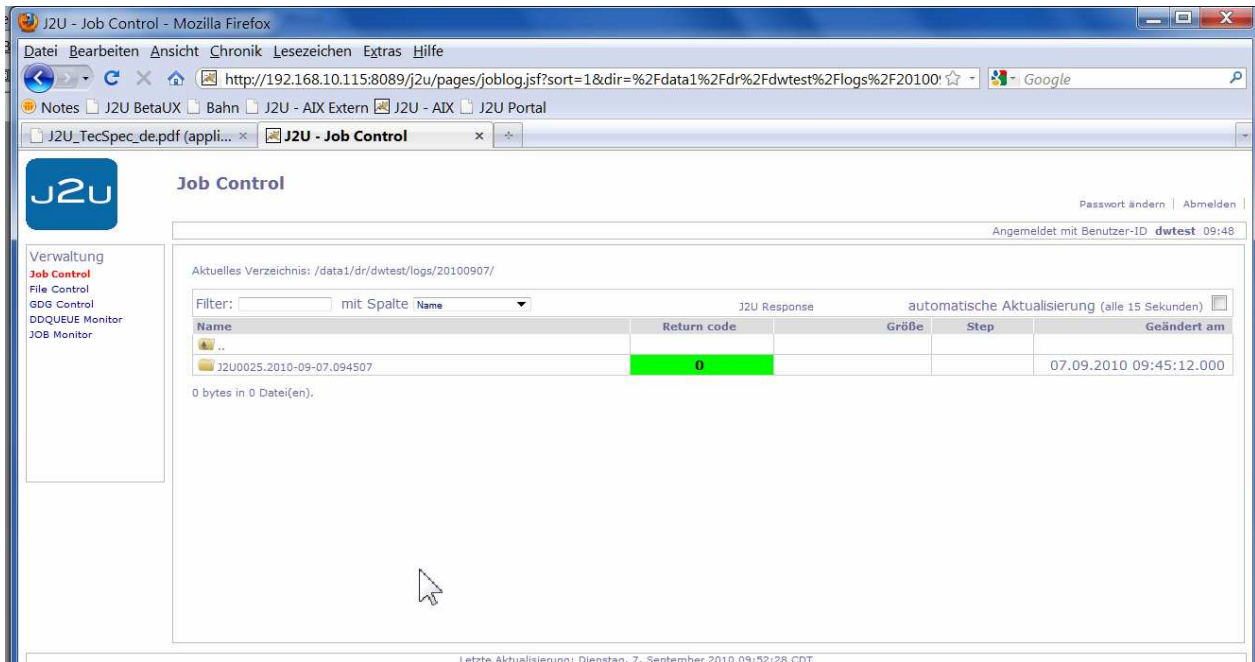 J2U - Job Control - Mozilla Firefox
Datei Bearbeiten Ansicht Chronik Lesezeichen Extras Hilfe
http://192.168.10.115:8089/j2u/pages/joblog.jsf?sort=1&dir=%2Fdata1%2Fdr%2Fdwtest%2Flogs%2F20100 Google
Notes J2U BetaUX Bahn J2U - AIX Extern J2U - AIX J2U Portal
J2U_TecSpec_de.pdf (appli... J2U - Job Control
J2U
Job Control
Passwort ändern | Abmelden |
Angemeldet mit Benutzer-ID dwtest 09:48
Verwaltung
Job Control
File Control
GDG Control
DDQUEUE Monitor
JOB Monitor
Aktuelles Verzeichnis: /data1/dr/dwtest/logs/20100907/
Filter: mit Spalte Name J2U Response automatische Aktualisierung (alle 15 Sekunden)
Name Return code Größe Step Geändert am
..
J2U0025.2010-09-07.094507 0 07.09.2010 09:45:12.000
0 bytes in 0 Datei(en).
Letzte Aktualisierung: Dienstag, 7. September 2010 09:52:28 CDT